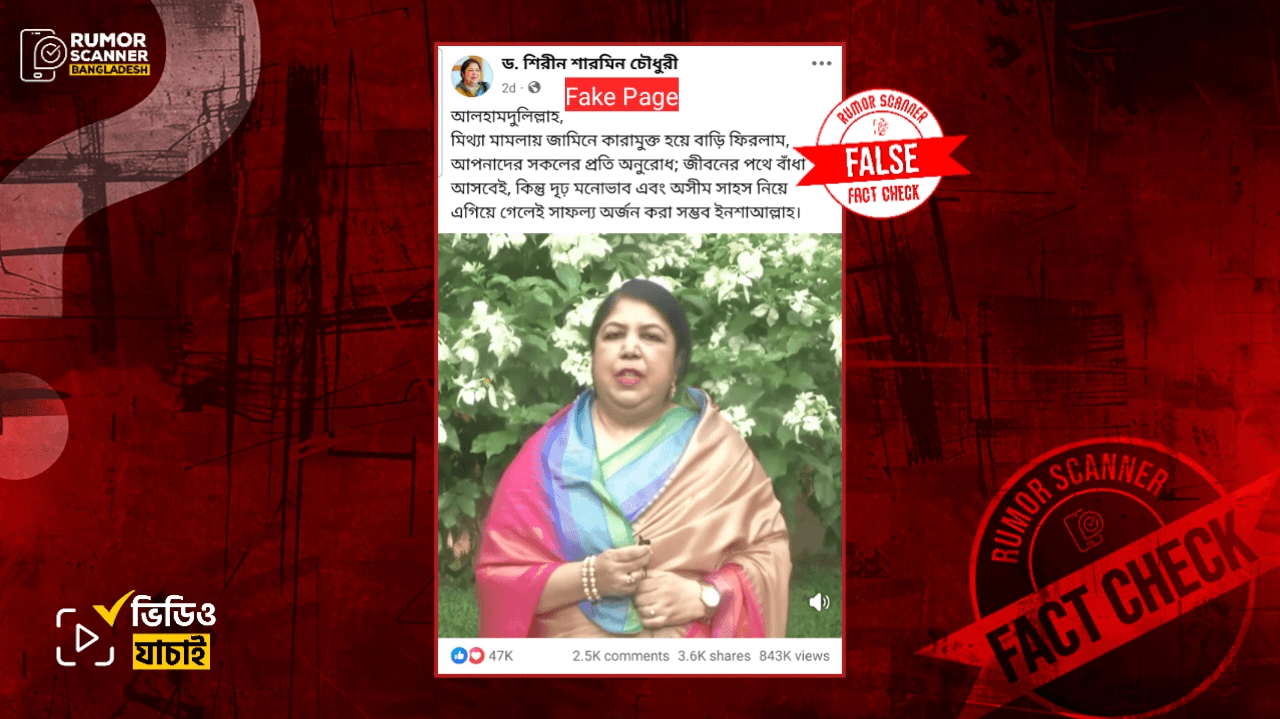 RUMOR
SCANNER
BANGLADESH
ড. শিরীন শারমিন চৌধুরী
2d
Fake Page
আলহামদুলিল্লাহ,
মিথ্যা মামলায় জামিনে কারামুক্ত হয়ে বাড়ি ফিরলাম,
আপনাদের সকলের প্রতি অনুরোধ; জীবনের পথে বাঁধা
আসবেই, কিন্তু দৃঢ় মনোভাব এবং অসীম সাহস নিয়ে
এগিয়ে গেলেই সাফল্য অর্জন করা সম্ভব ইনশাআল্লাহ।
RUMOR SCANNER
FALSE
FACT CHECK
47K 2.5K comments 3.6K shares 843K views
ভিডিও
যাচাই
RUMOR SCANNER
FACT CHECK